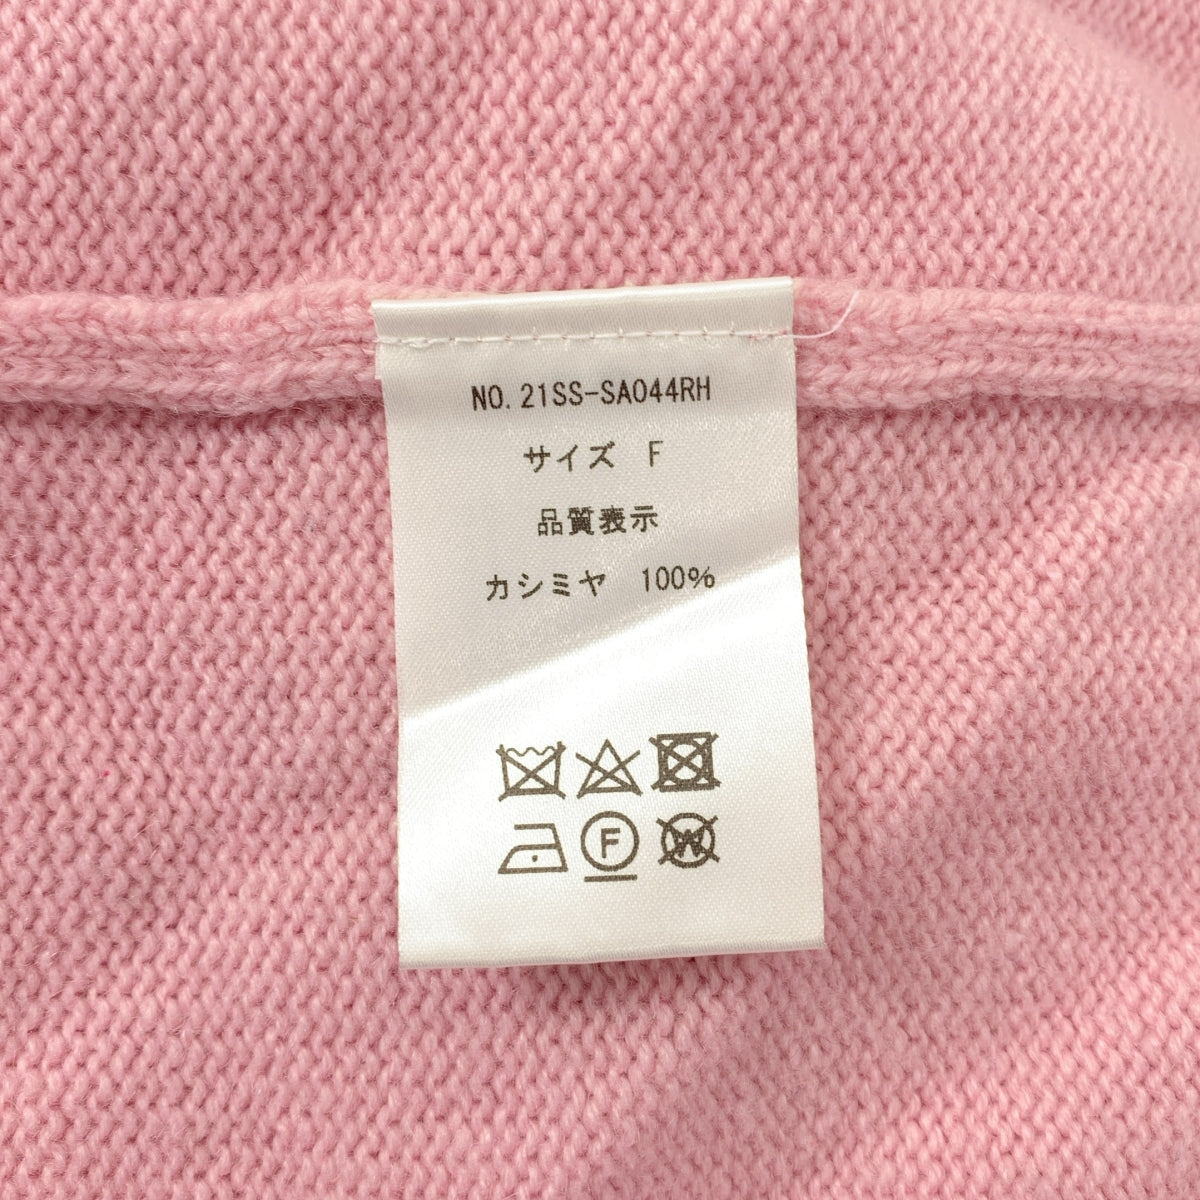 NO. 21SS-SA044RH
サイズ　F
品質表示
カシミヤ　100%
F
W